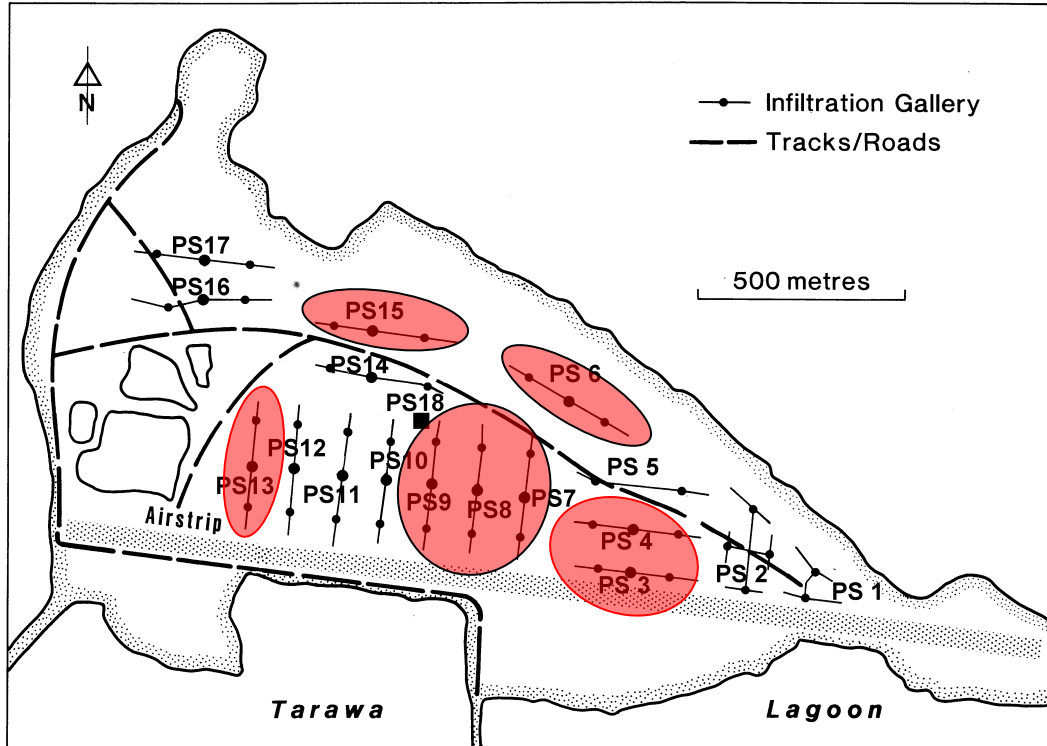 N
Infiltration Gallery
Tracks/Roads
500 metres
PS17
PS16
PS15
PS14
PS 6
PS18
PS12
PS10
PS 5
PS13
PS11
PS9
PS8
PS7
Airstrip
PS 4
PS 2
PS 3
PS 1
Tarawa
Lagoon